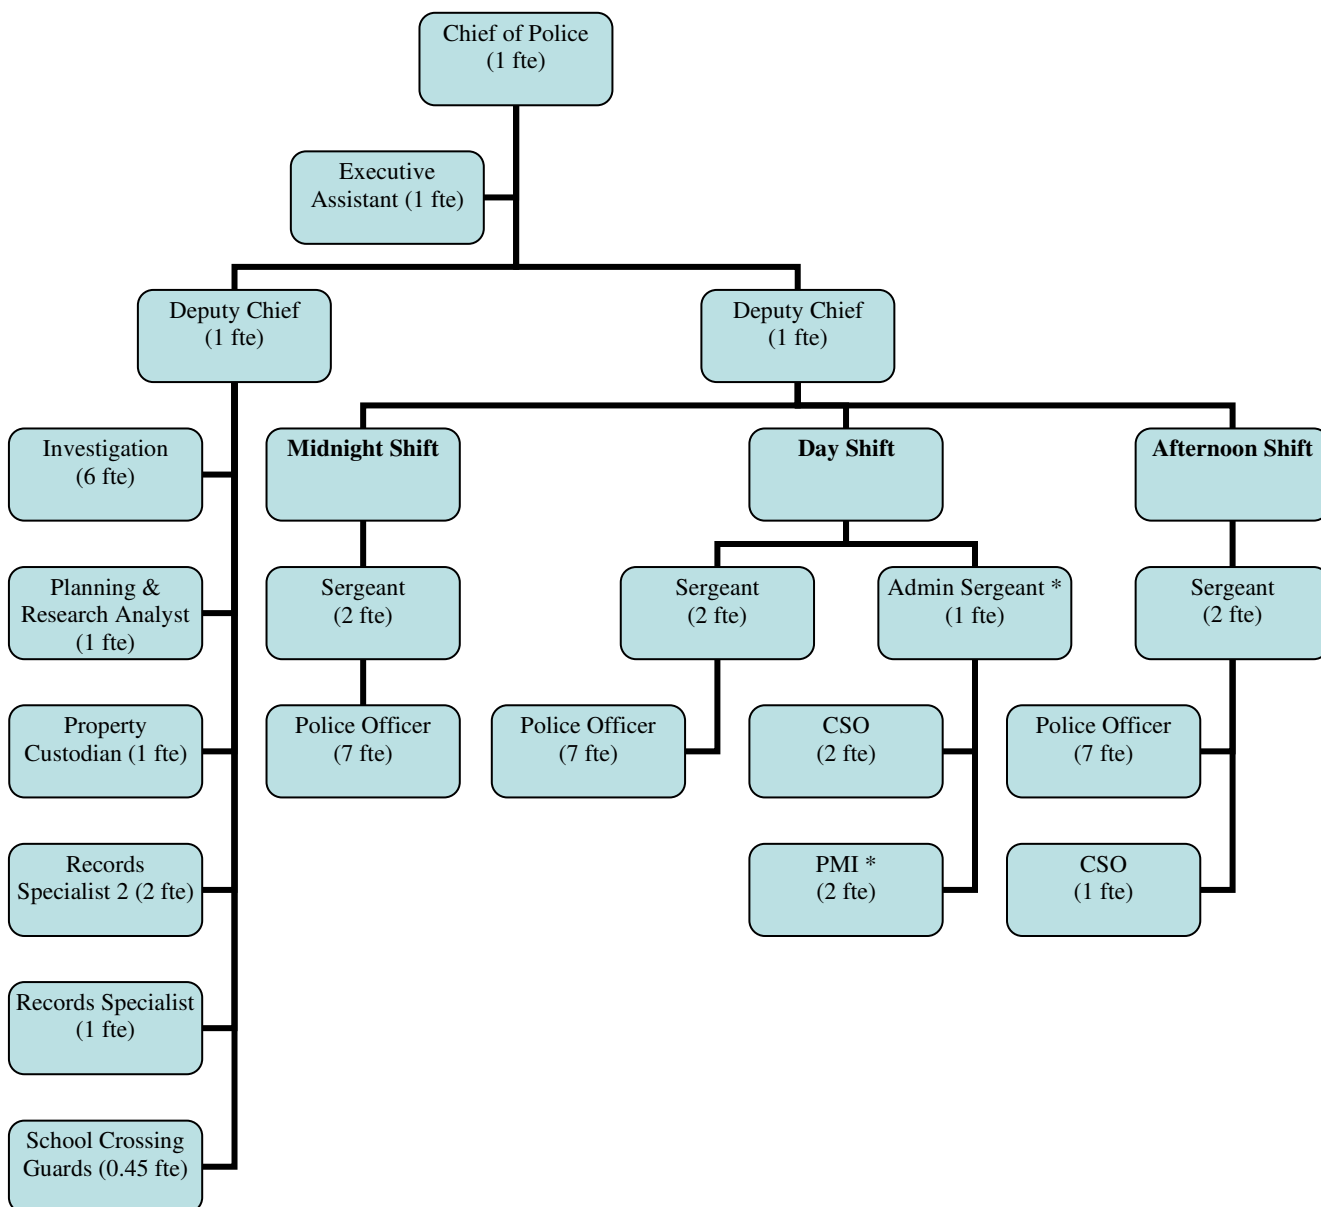 Chief of Police
(1 fte)
Executive
Assistant (1 fte)
Deputy Chief
(1 fte)
Deputy Chief
(1 fte)
Investigation
(6 fte)
Midnight Shift
Day Shift
Afternoon Shift
Planning &
Research Analyst
(1 fte)
Sergeant
(2 fte)
Sergeant
(2 fte)
Admin Sergeant *
(1 fte)
Sergeant
(2 fte)
Property
Custodian (1 fte)
Police Officer
(7 fte)
Police Officer
(7 fte)
CSO
(2 fte)
Police Officer
(7 fte)
Records
Specialist 2 (2 fte)
PMI *
(2 fte)
CSO
(1 fte)
Records Specialist
(1 fte)
School Crossing
Guards (0.45 fte)